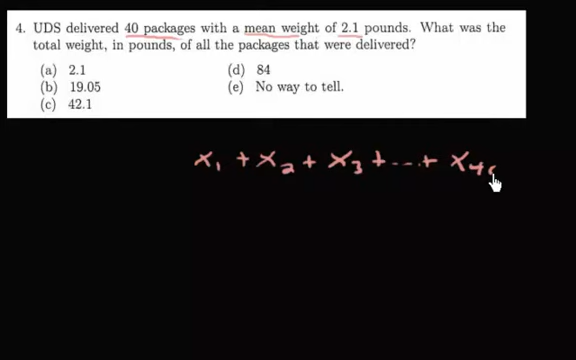 4. UDS delivered 40 packages with a mean weight of 2.1 pounds. What was the
total weight, in pounds, of all the packages that were delivered?
(a) 2.1
(b) 19.05
(c) 42.1
(d) 84
(e) No way to tell.
x₁ + x₂ + x₃ + ... + x₄₀